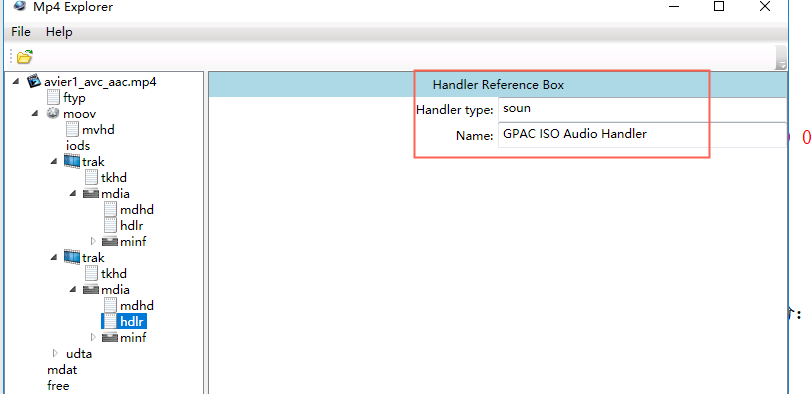 Mp4 Explorer
File Help
avier1_avc_aac.mp4
ftyp
moov
mvhd
iods
trak
tkhd
mdia
mdhd
hdlr
minf
trak
tkhd
mdia
mdhd
hdlr
minf
udta
mdat
free
Handler Reference Box
Handler type: soun
Name: GPAC ISO Audio Handler
) 0